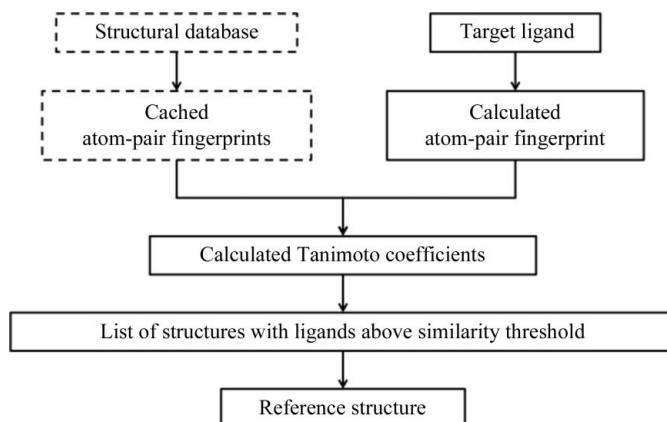 Structural database
Target ligand
Cached
atom-pair fingerprints
Calculated
atom-pair fingerprint
Calculated Tanimoto coefficients
List of structures with ligands above similarity threshold
Reference structure